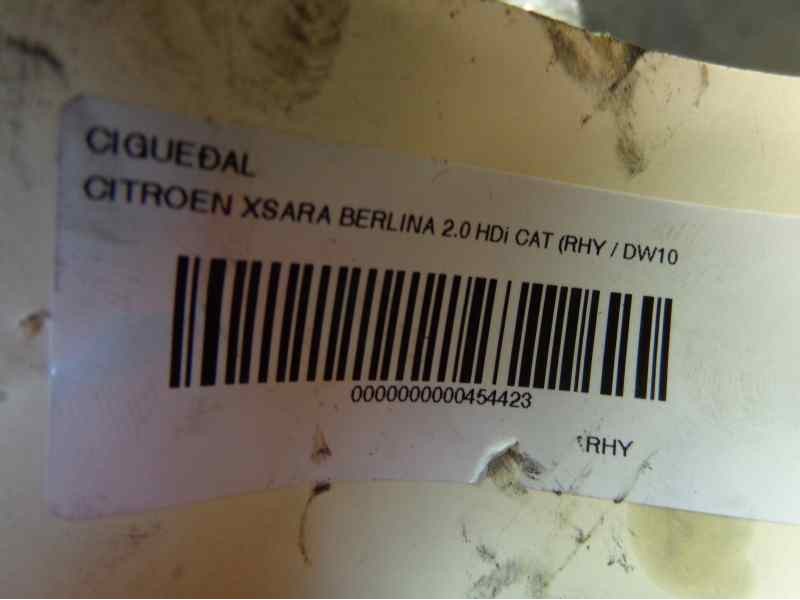 CIGUEÐAL
CITROEN XSARA BERLINA 2.0 HDi CAT (RHY / DW10
0000000000454423
RHY